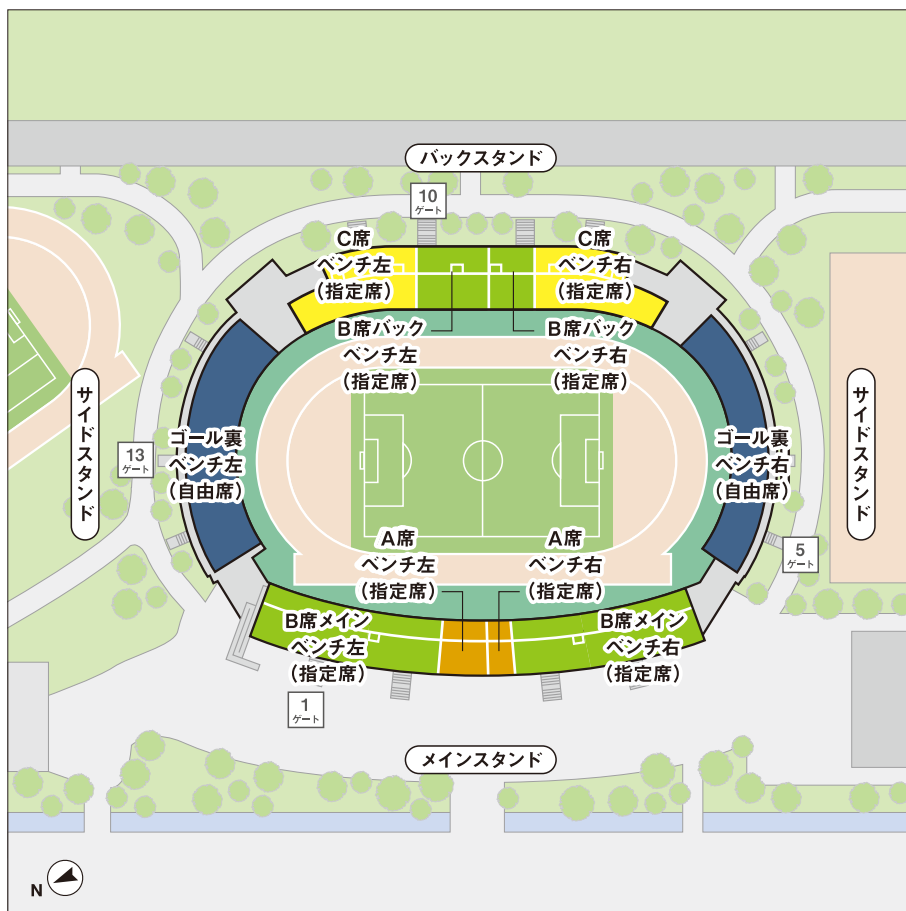 バックスタンド
10
ゲート
C席
ベンチ左
(指定席)
C席
ベンチ右
(指定席)
B席バック
ベンチ左
(指定席)
B席バック
ベンチ右
(指定席)
サイドスタンド
13
ゲート
ゴール裏
ベンチ左
(自由席)
ゴール裏
ベンチ右
(自由席)
サイドスタンド
A席
ベンチ左
(指定席)
A席
ベンチ右
(指定席)
5
ゲート
B席メイン
ベンチ左
(指定席)
B席メイン
ベンチ右
(指定席)
1
ゲート
メインスタンド
N